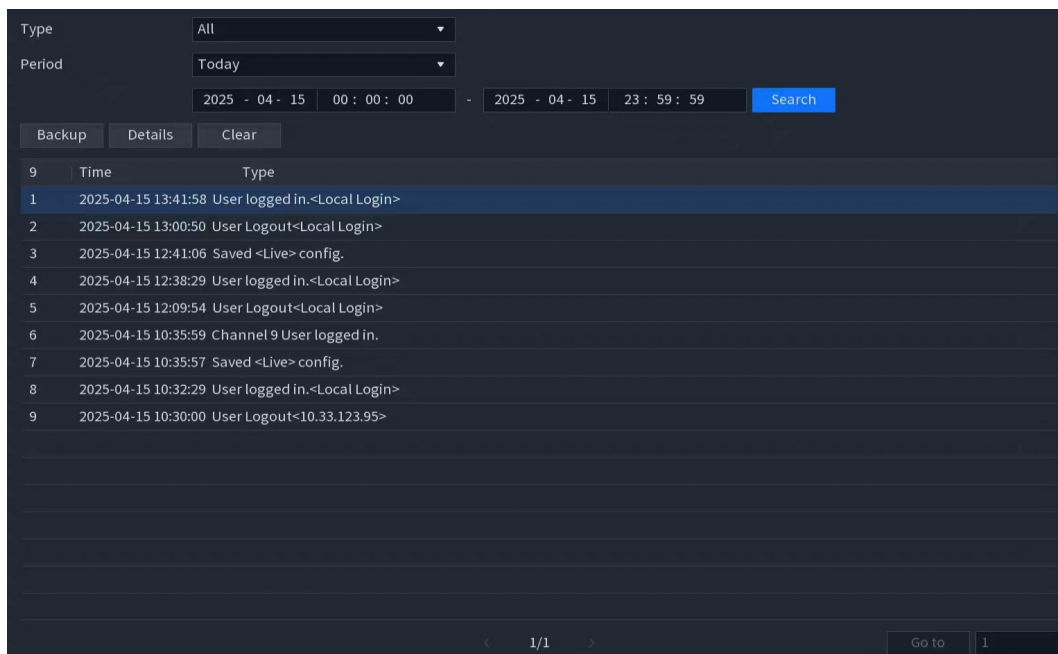 Type All
Period Today
2025 - 04 - 15 00 : 00 : 00 - 2025 - 04 - 15 23 : 59 : 59 Search
Backup Details Clear
9 Time Type
1 2025-04-15 13:41:58 User logged in.<Local Login>
2 2025-04-15 13:00:50 User Logout<Local Login>
3 2025-04-15 12:41:06 Saved <Live> config.
4 2025-04-15 12:38:29 User logged in.<Local Login>
5 2025-04-15 12:09:54 User Logout<Local Login>
6 2025-04-15 10:35:59 Channel 9 User logged in.
7 2025-04-15 10:35:57 Saved <Live> config.
8 2025-04-15 10:32:29 User logged in.<Local Login>
9 2025-04-15 10:30:00 User Logout<10.33.123.95>
< 1/1 > Go to 1